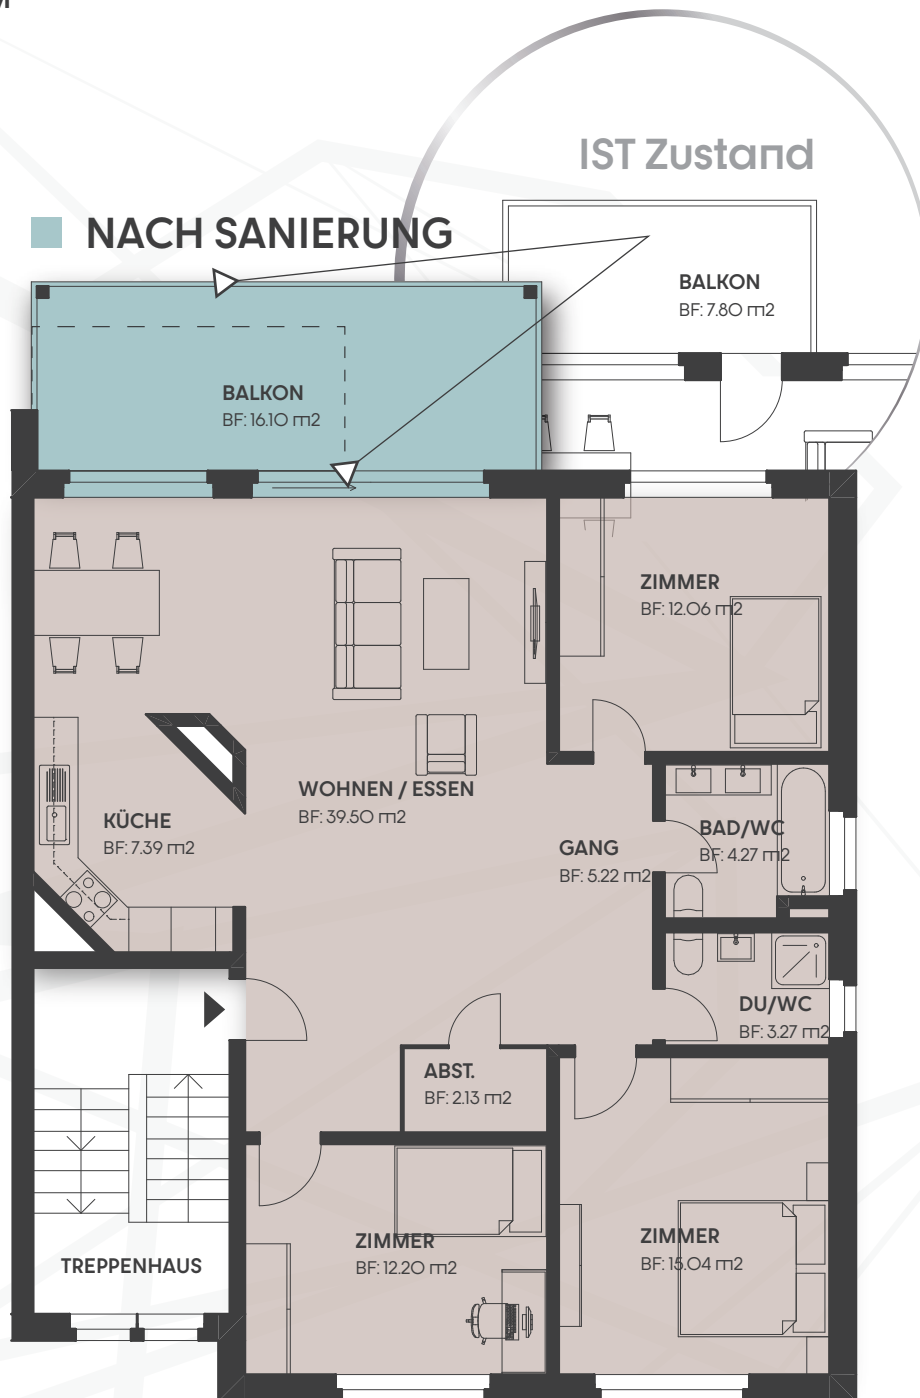 IST Zustand
NACH SANIERUNG
BALKON
BF: 7.80 m2
BALKON
BF: 16.10 m2
ZIMMER
BF: 12.06 m2
WOHNEN / ESSEN
BF: 39.50 m2
KÜCHE
BF: 7.39 m2
GANG
BF: 5.22 m2
BAD/WC
BF: 4.27 m2
DU/WC
BF: 3.27 m2
ABST.
BF: 2.13 m2
ZIMMER
BF: 12.20 m2
ZIMMER
BF: 15.04 m2
TREPPENHAUS